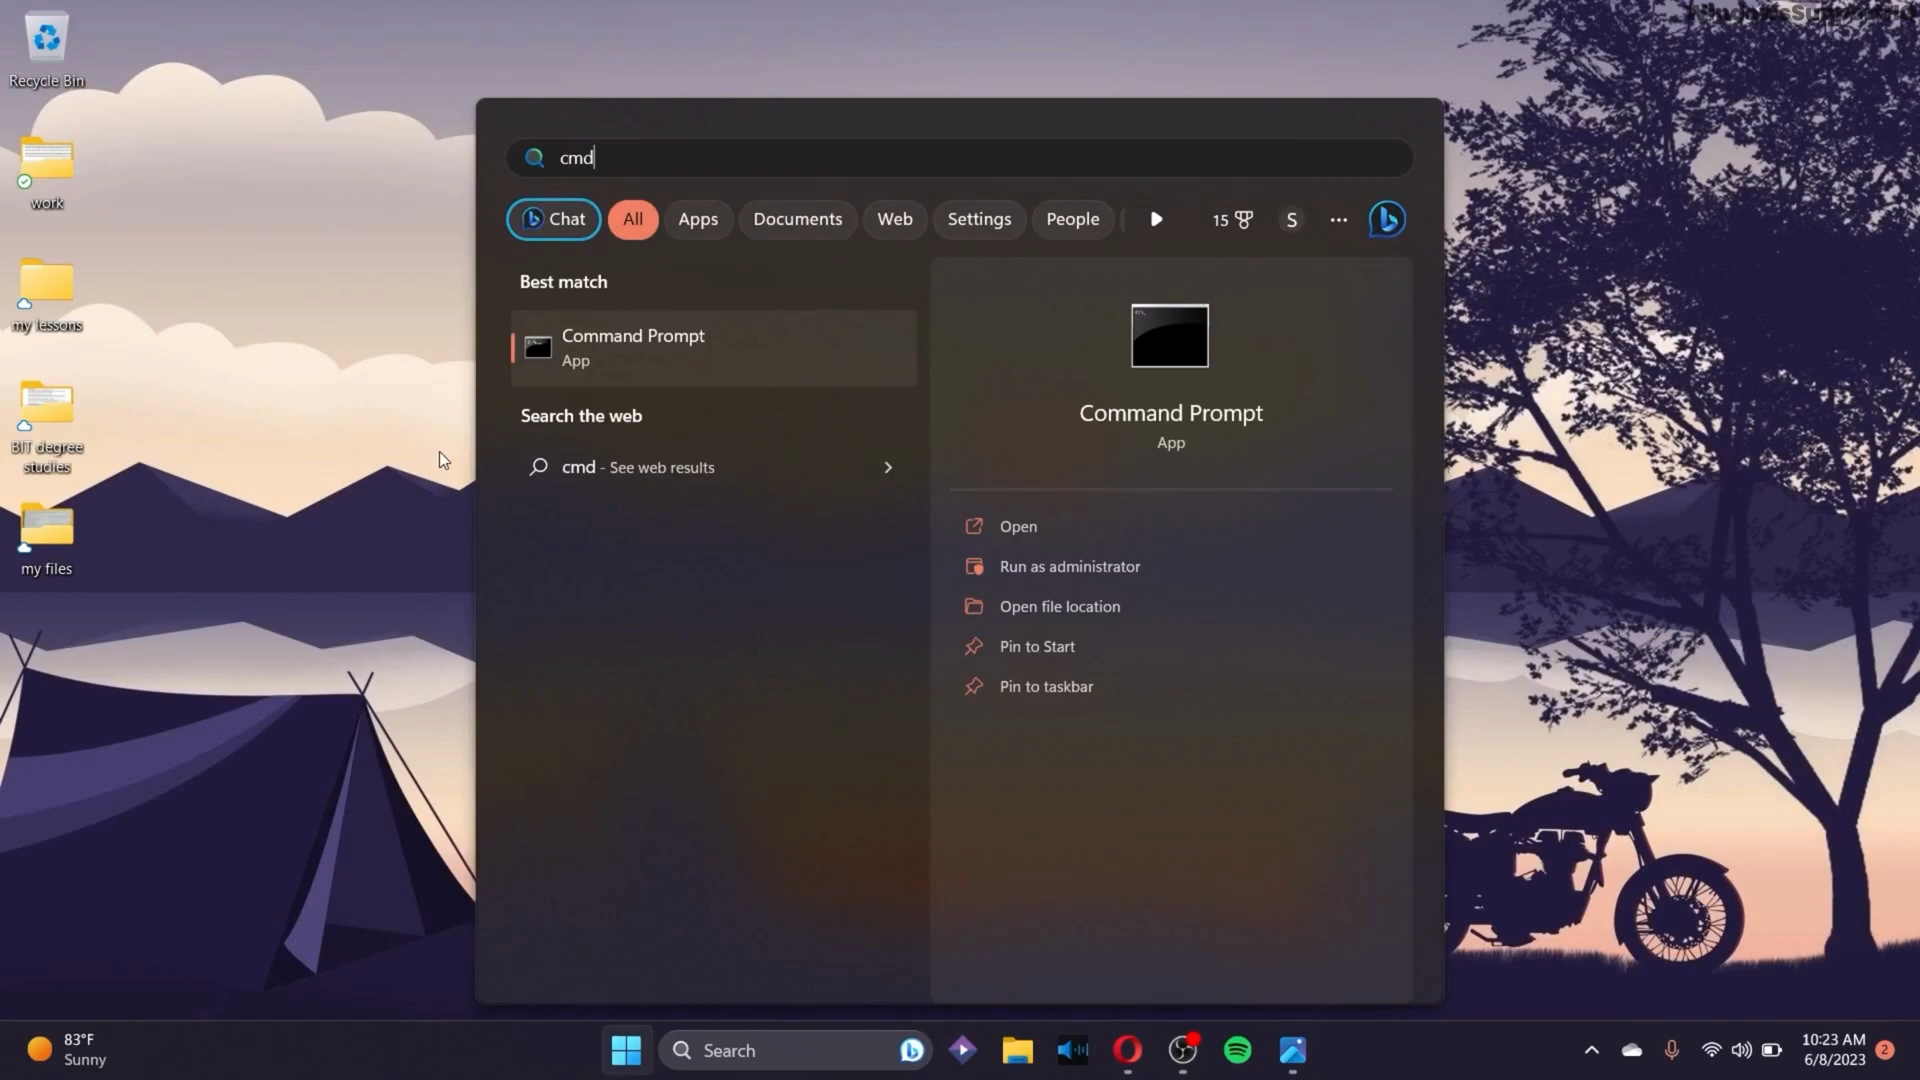 Recycle Bin
work
my lessons
BIT degree
studies
my files
cmd
Chat
All
Apps
Documents
Web
Settings
People
15
S
Best match
Command Prompt
App
Search the web
cmd - See web results
Command Prompt
App
Open
Run as administrator
Open file location
Pin to Start
Pin to taskbar
83°F
Sunny
Search
10:23 AM
6/8/2023
2